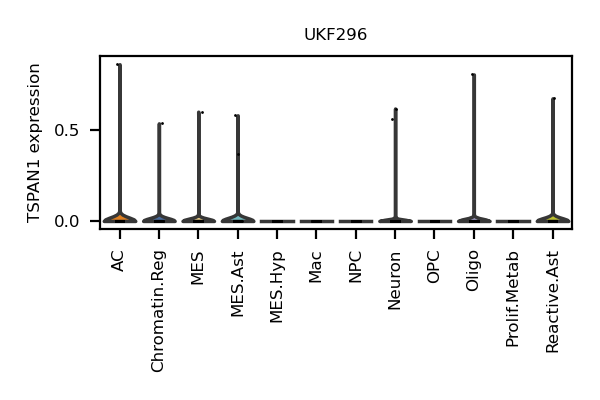 UKF296
TSPAN1 expression
0.5
0.0
AC
Chromatin.Reg
MES
MES.Ast
MES.Hyp
Mac
NPC
Neuron
OPC
Oligo
Prolif.Metab
Reactive.Ast